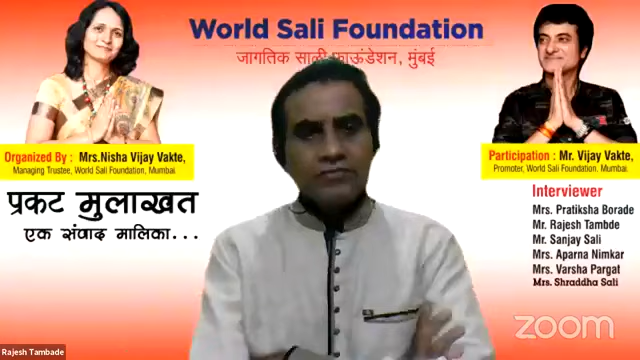 World Sali Foundation
जागतिक साळी फाऊंडेशन, मुंबई
Organized By : Mrs.Nisha Vijay Vakte,
Managing Trustee, World Sali Foundation, Mumbai.
Participation : Mr. Vijay Vakte,
Promoter, World Sali Foundation. Mumbai.
प्रकट मुलाखत
एक संवाद मालिका...
Interviewer
Mrs. Pratiksha Borade
Mr. Rajesh Tambde
Mr. Sanjay Sali
Mrs. Aparna Nimkar
Mrs. Varsha Pargat
Mrs. Shraddha Sali
zoom
Rajesh Tambade